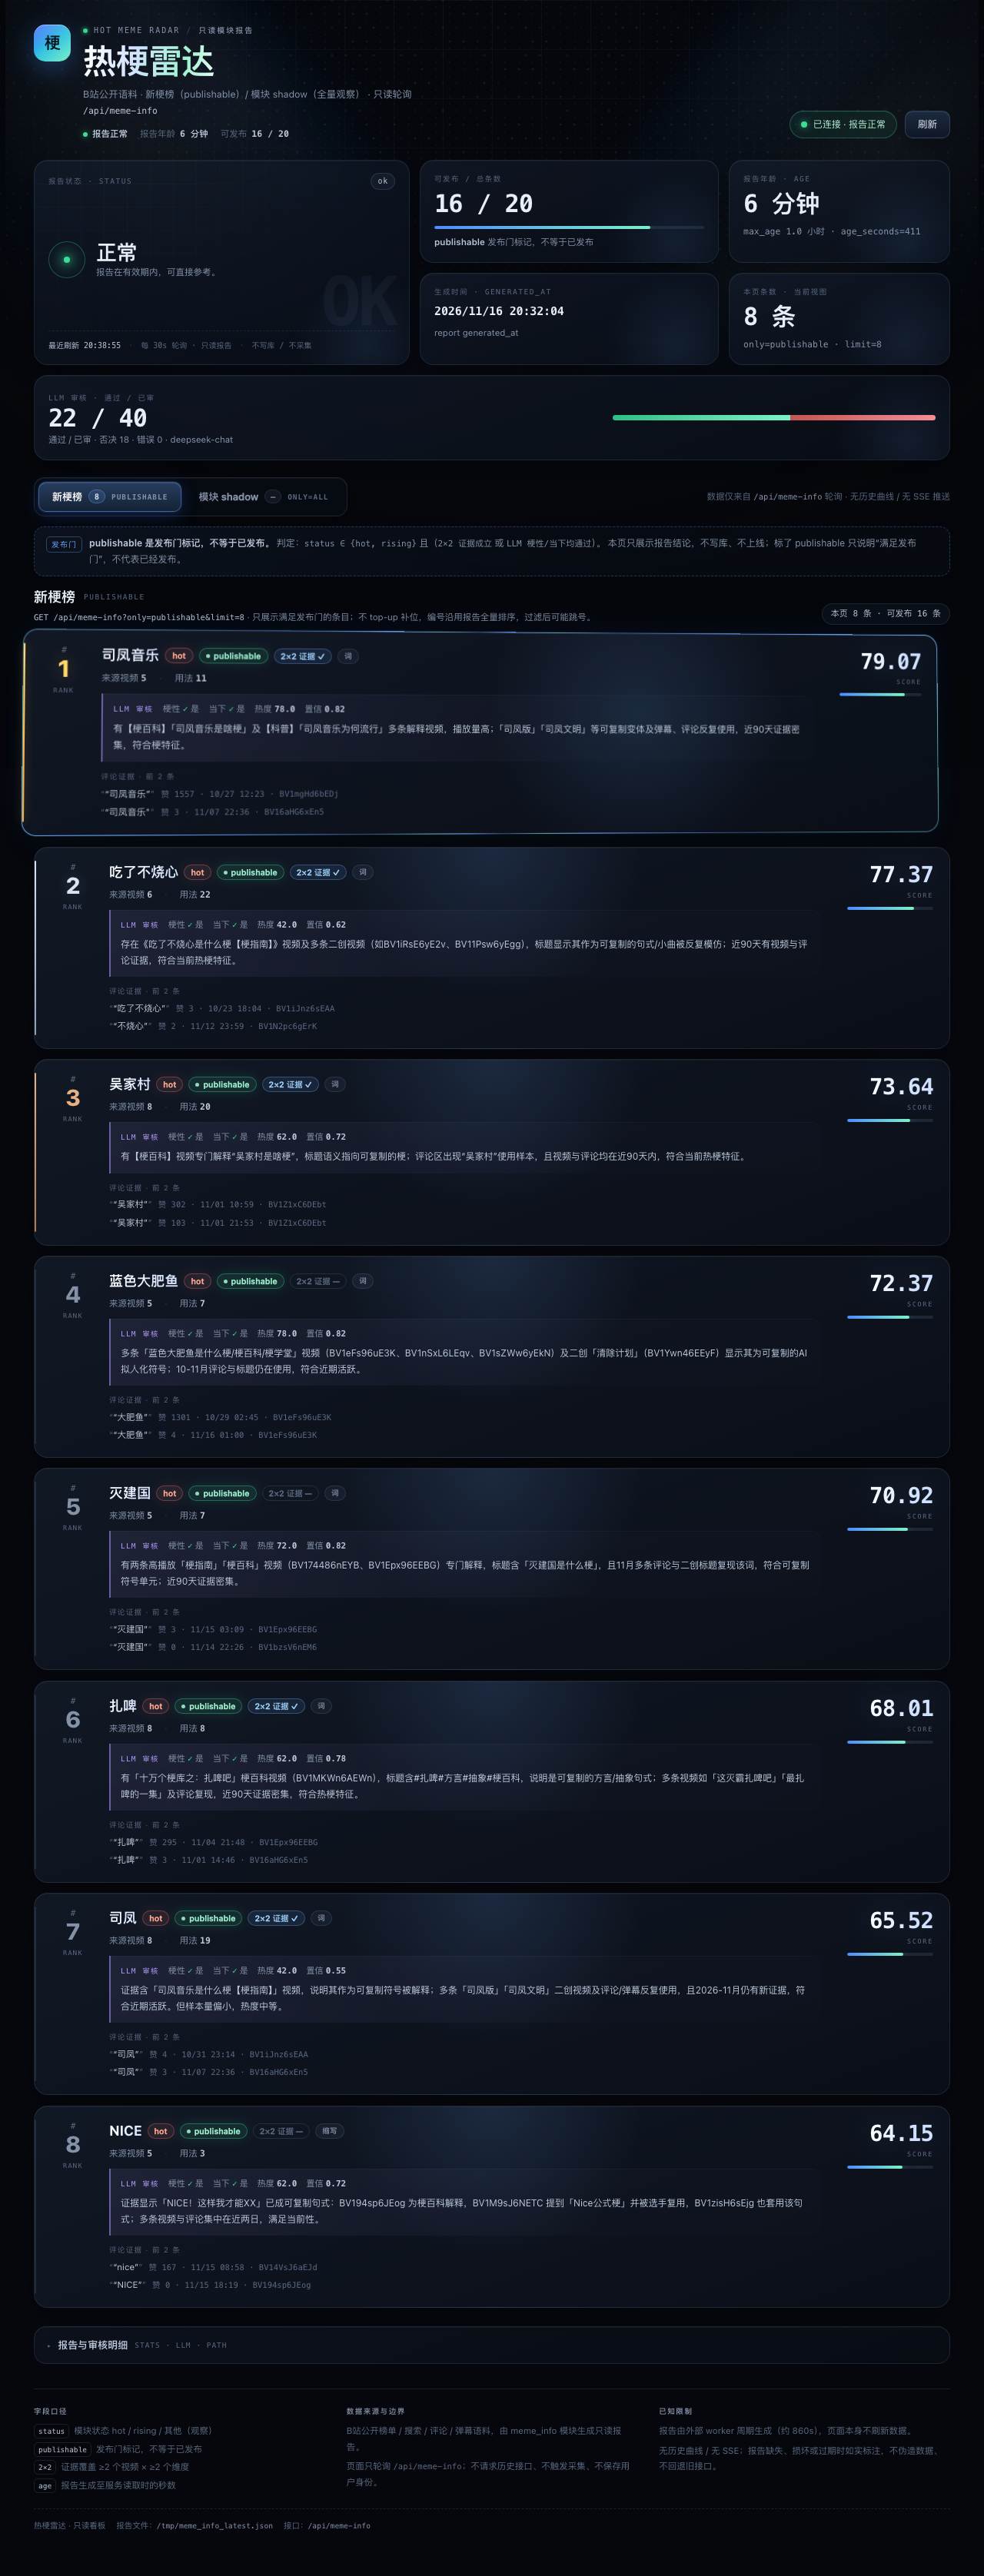 梗
HOT MEME RADAR / 只读模块报告
热梗雷达
B站公开语料 · 新梗榜（publishable）/ 模块 shadow（全量观察） · 只读轮询
/api/meme-info
报告正常 报告年龄 6 分钟 可发布 16 / 20
已连接 · 报告正常
刷新
报告状态 · STATUS
ok
正常
报告在有效期内，可直接参考。
OK
最近刷新 20:38:55 · 每 30s 轮询 · 只读报告 · 不写库 / 不采集
可发布 / 总条数
16 / 20
publishable 发布门标记，不等于已发布
报告年龄 · AGE
6 分钟
max_age 1.0 小时 · age_seconds=411
生成时间 · GENERATED_AT
2026/11/16 20:32:04
report generated_at
本页条数 · 当前视图
8 条
only=publishable · limit=8
LLM 审核 · 通过 / 已审
22 / 40
通过 / 已审 · 否决 18 · 错误 0 · deepseek-chat
新梗榜 8 PUBLISHABLE
模块 shadow — ONLY=ALL
数据仅来自 /api/meme-info 轮询 · 无历史曲线 / 无 SSE 推送
发布门
publishable 是发布门标记，不等于已发布。 判定：status ∈ {hot, rising} 且（2×2 证据成立 或 LLM 梗性/当下均通过）。 本页只展示报告结论，不写库、不上线；标了 publishable 只说明“满足发布
门”，不代表已经发布。
新梗榜 PUBLISHABLE
GET /api/meme-info?only=publishable&limit=8 · 只展示满足发布门的条目；不 top-up 补位，编号沿用报告全量排序，过滤后可能跳号。
本页 8 条 · 可发布 16 条
#
1
RANK
司凤音乐 hot publishable 2×2 证据 ✓ 词
来源视频 5 · 用法 11
LLM 审核 梗性 ✓ 是 当下 ✓ 是 热度 78.0 置信 0.82
有【梗百科】「司凤音乐是啥梗」及【科普】「司凤音乐为何流行」多条解释视频，播放量高；「司凤版」「司凤文明」等可复制变体及弹幕、评论反复使用，近90天证据密
集，符合梗特征。
评论证据 · 前 2 条
““司凤音乐”” 赞 1557 · 10/27 12:23 · BV1mgHd6bEDj
““司凤音乐”” 赞 3 · 11/07 22:36 · BV16aHG6xEn5
79.07
SCORE
#
2
RANK
吃了不烧心 hot publishable 2×2 证据 ✓ 词
来源视频 6 · 用法 22
LLM 审核 梗性 ✓ 是 当下 ✓ 是 热度 42.0 置信 0.62
存在《吃了不烧心是什么梗【梗指南】》视频及多条二创视频（如BV1iRsE6yE2v、BV11Psw6yEgg），标题显示其作为可复制的句式/小曲被反复模仿；近90天有视频与评
论证据，符合当前热梗特征。
评论证据 · 前 2 条
““吃了不烧心”” 赞 3 · 10/23 18:04 · BV1iJnz6sEAA
““不烧心”” 赞 2 · 11/12 23:59 · BV1N2pc6gErK
77.37
SCORE
#
3
RANK
吴家村 hot publishable 2×2 证据 ✓ 词
来源视频 8 · 用法 20
LLM 审核 梗性 ✓ 是 当下 ✓ 是 热度 62.0 置信 0.72
有【梗百科】视频专门解释“吴家村是啥梗”，标题语义指向可复制的梗；评论区出现“吴家村”使用样本，且视频与评论均在近90天内，符合当前热梗特征。
评论证据 · 前 2 条
““吴家村”” 赞 302 · 11/01 10:59 · BV1Z1xC6DEbt
““吴家村”” 赞 103 · 11/01 21:53 · BV1Z1xC6DEbt
73.64
SCORE
#
4
RANK
蓝色大肥鱼 hot publishable 2×2 证据 — 词
来源视频 5 · 用法 7
LLM 审核 梗性 ✓ 是 当下 ✓ 是 热度 78.0 置信 0.82
多条「蓝色大肥鱼是什么梗/梗百科/梗学堂」视频（BV1eFs96uE3K、BV1nSxL6LEqv、BV1sZWw6yEkN）及二创「清除计划」（BV1Ywn46EEyF）显示其为可复制的AI
拟人化符号；10-11月评论与标题仍在使用，符合近期活跃。
评论证据 · 前 2 条
““大肥鱼”” 赞 1301 · 10/29 02:45 · BV1eFs96uE3K
““大肥鱼”” 赞 4 · 11/16 01:00 · BV1eFs96uE3K
72.37
SCORE
#
5
RANK
灭建国 hot publishable 2×2 证据 — 词
来源视频 5 · 用法 7
LLM 审核 梗性 ✓ 是 当下 ✓ 是 热度 72.0 置信 0.82
有两条高播放「梗指南」「梗百科」视频（BV174486nEYB、BV1Epx96EEBG）专门解释，标题含「灭建国是什么梗」，且11月多条评论与二创标题复现该词，符合可复制
符号单元；近90天证据密集。
评论证据 · 前 2 条
““灭建国”” 赞 3 · 11/15 03:09 · BV1Epx96EEBG
““灭建国”” 赞 0 · 11/14 22:26 · BV1bzsV6nEM6
70.92
SCORE
#
6
RANK
扎啤 hot publishable 2×2 证据 ✓ 词
来源视频 8 · 用法 8
LLM 审核 梗性 ✓ 是 当下 ✓ 是 热度 62.0 置信 0.78
有「十万个梗库之：扎啤吧」梗百科视频（BV1MKWn6AEWn），标题含#扎啤#方言#抽象#梗百科，说明是可复制的方言/抽象句式；多条视频如「这灭霸扎啤吧」「最扎
啤的一集」及评论复现，近90天证据密集，符合热梗特征。
评论证据 · 前 2 条
““扎啤”” 赞 295 · 11/04 21:48 · BV1Epx96EEBG
““扎啤”” 赞 3 · 11/01 14:46 · BV16aHG6xEn5
68.01
SCORE
#
7
RANK
司凤 hot publishable 2×2 证据 ✓ 词
来源视频 8 · 用法 19
LLM 审核 梗性 ✓ 是 当下 ✓ 是 热度 42.0 置信 0.55
证据含「司凤音乐是什么梗【梗指南】」视频，说明其作为可复制符号被解释；多条「司凤版」「司凤文明」二创视频及评论/弹幕反复使用，且2026-11月仍有新证据，符
合近期活跃。但样本量偏小，热度中等。
评论证据 · 前 2 条
““司凤”” 赞 4 · 10/31 23:14 · BV1iJnz6sEAA
““司凤”” 赞 3 · 11/07 22:36 · BV16aHG6xEn5
65.52
SCORE
#
8
RANK
NICE hot publishable 2×2 证据 — 缩写
来源视频 5 · 用法 3
LLM 审核 梗性 ✓ 是 当下 ✓ 是 热度 62.0 置信 0.72
证据显示「NICE！这样我才能XX」已成可复制句式：BV194sp6JEog 为梗百科解释，BV1M9sJ6NETC 提到「Nice公式梗」并被选手复用，BV1zisH6sEjg 也套用该句
式；多条视频与评论集中在近两日，满足当前性。
评论证据 · 前 2 条
““nice”” 赞 167 · 11/15 08:58 · BV14VsJ6aEJd
““NICE”” 赞 0 · 11/15 18:19 · BV194sp6JEog
64.15
SCORE
报告与审核明细 STATS · LLM · PATH
字段口径
status 模块状态 hot / rising / 其他（观察）
publishable 发布门标记，不等于已发布
2×2 证据覆盖 ≥2 个视频 × ≥2 个维度
age 报告生成至服务读取时的秒数
数据来源与边界
B站公开榜单 / 搜索 / 评论 / 弹幕语料，由 meme_info 模块生成只读报
告。
页面只轮询 /api/meme-info；不请求历史接口、不触发采集、不保存用
户身份。
已知限制
报告由外部 worker 周期生成（约 860s），页面本身不刷新数据。
无历史曲线 / 无 SSE；报告缺失、损坏或过期时如实标注，不伪造数据、
不回退旧接口。
热梗雷达 · 只读看板 报告文件：/tmp/meme_info_latest.json 接口：/api/meme-info